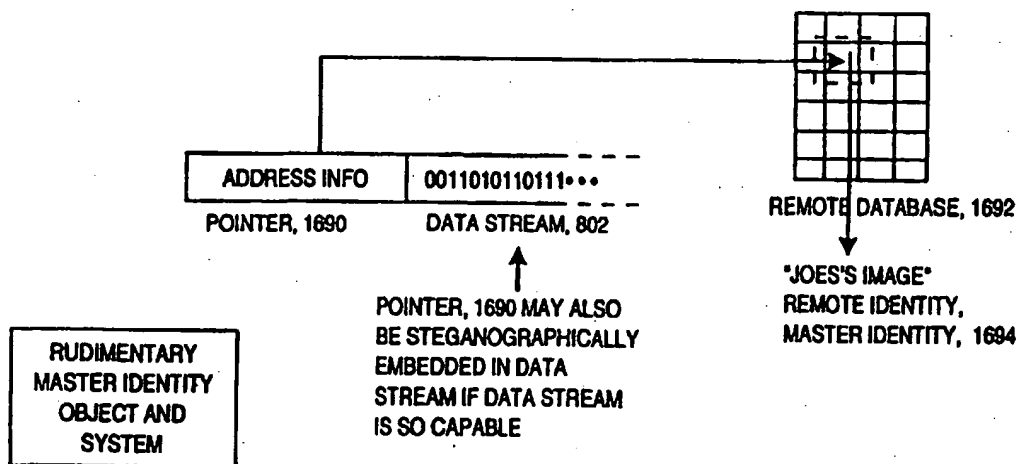 ADDRESS INFO
0011010110111•••
POINTER, 1690
DATA STREAM, 802
REMOTE DATABASE, 1692
"JOES'S IMAGE"
REMOTE IDENTITY,
MASTER IDENTITY, 1694
POINTER, 1690 MAY ALSO
BE STEGANOGRAPHICALLY
EMBEDDED IN DATA
STREAM IF DATA STREAM
IS SO CAPABLE
RUDIMENTARY
MASTER IDENTITY
OBJECT AND
SYSTEM